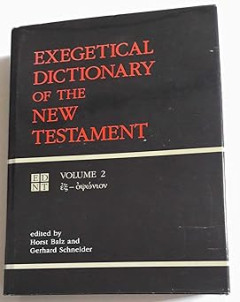 EXEGETICAL
DICTIONARY
OF THE
NEW
TESTAMENT
ED
NT
VOLUME 2
ἐξ – ὀψώνιον
edited by
Horst Balz and
Gerhard Schneider